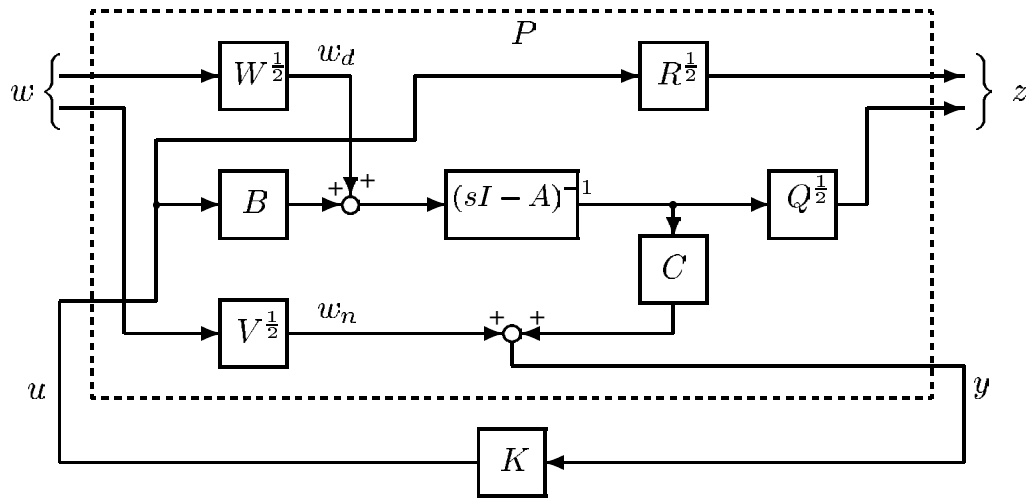 P
w
W^{1/2}
w_d
R^{1/2}
z
+ +
B
(sI − A)^{−1}
Q^{1/2}
C
V^{1/2}
w_n
+ +
u
y
K